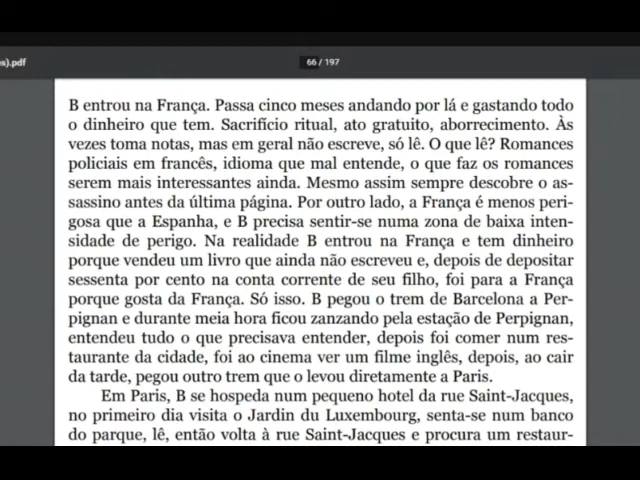 s).pdf
66 / 197
B entrou na França. Passa cinco meses andando por lá e gastando todo
o dinheiro que tem. Sacrifício ritual, ato gratuito, aborrecimento. Às
vezes toma notas, mas em geral não escreve, só lê. O que lê? Romances
policiais em francês, idioma que mal entende, o que faz os romances
serem mais interessantes ainda. Mesmo assim sempre descobre o as-
sassino antes da última página. Por outro lado, a França é menos peri-
gosa que a Espanha, e B precisa sentir-se numa zona de baixa inten-
sidade de perigo. Na realidade B entrou na França e tem dinheiro
porque vendeu um livro que ainda não escreveu e, depois de depositar
sessenta por cento na conta corrente de seu filho, foi para a França
porque gosta da França. Só isso. B pegou o trem de Barcelona a Per-
pignan e durante meia hora ficou zanzando pela estação de Perpignan,
entendeu tudo o que precisava entender, depois foi comer num res-
taurante da cidade, foi ao cinema ver um filme inglês, depois, ao cair
da tarde, pegou outro trem que o levou diretamente a Paris.
Em Paris, B se hospeda num pequeno hotel da rue Saint-Jacques,
no primeiro dia visita o Jardin du Luxembourg, senta-se num banco
do parque, lê, então volta à rue Saint-Jacques e procura um restaur-